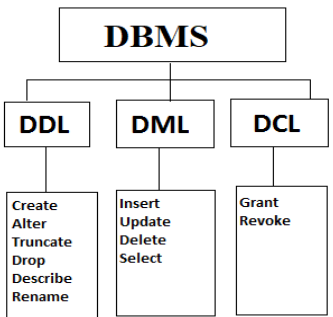 DBMS
DDL
DML
DCL
Create
Alter
Truncate
Drop
Describe
Rename
Insert
Update
Delete
Select
Grant
Revoke